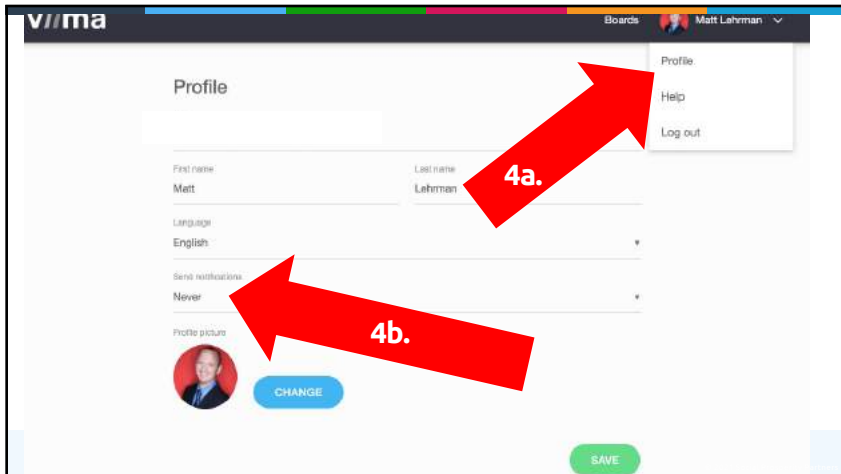 viima
Boards Matt Lehrman
Profile
Help
Log out
Profile
First name Last name
Matt Lehrman
4a.
Language
English
Send notifications
Never
4b.
Profile picture
CHANGE
SAVE